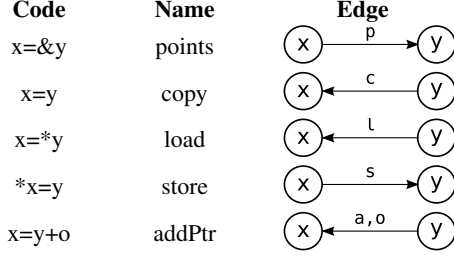 Code Name Edge
x=&y points x p y
x=y copy x c y
x=*y load x l y
*x=y store x s y
x=y+o addPtr x a,o y